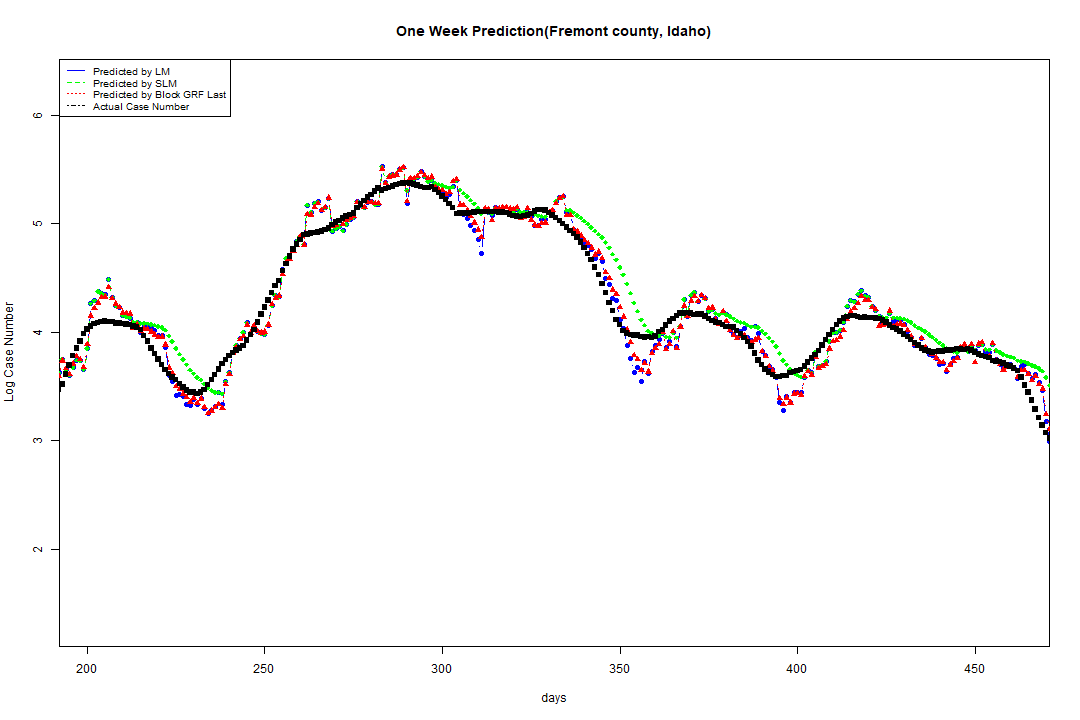 One Week Prediction(Fremont county, Idaho)
Predicted by LM
Predicted by SLM
Predicted by Block GRF Last
Actual Case Number
6
5
4
3
2
Log Case Number
200 250 300 350 400 450
days